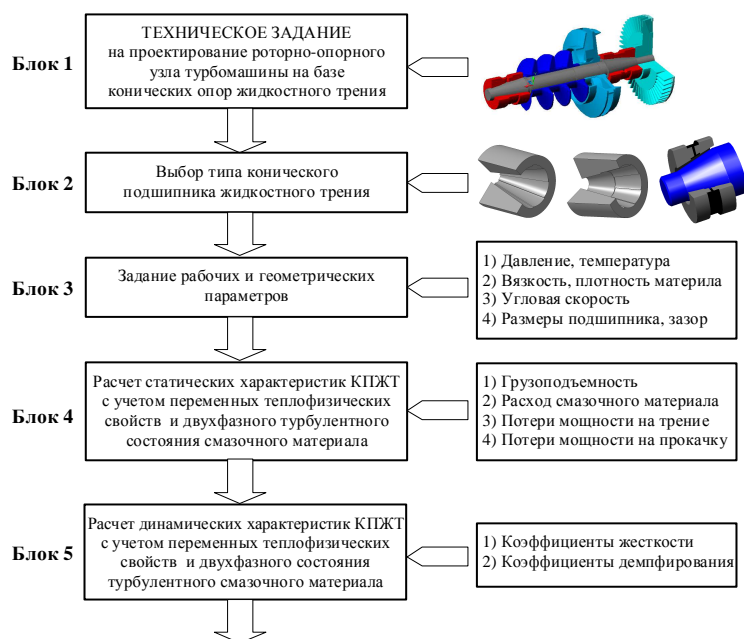 ТЕХНИЧЕСКОЕ ЗАДАНИЕ
на проектирование роторно-опорного
узла турбомашины на базе
конических опор жидкостного трения
Блок 1
Выбор типа конического
подшипника жидкостного трения
Блок 2
Задание рабочих и геометрических
параметров
Блок 3
1) Давление, температура
2) Вязкость, плотность материла
3) Угловая скорость
4) Размеры подшипника, зазор
Расчет статических характеристик КПЖТ
с учетом переменных теплофизических
свойств и двухфазного турбулентного
состояния смазочного материала
Блок 4
1) Грузоподъемность
2) Расход смазочного материала
3) Потери мощности на трение
4) Потери мощности на прокачку
Расчет динамических характеристик КПЖТ
с учетом переменных теплофизических
свойств и двухфазного состояния
турбулентного смазочного материала
Блок 5
1) Коэффициенты жесткости
2) Коэффициенты демпфирования